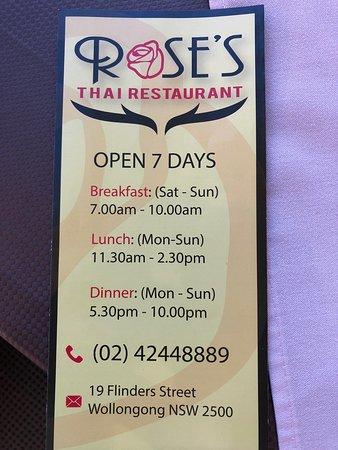 ROSE'S
THAI RESTAURANT
OPEN 7 DAYS
Breakfast: (Sat - Sun)
7.00am - 10.00am
Lunch: (Mon-Sun)
11.30am - 2.30pm
Dinner: (Mon - Sun)
5.30pm - 10.00pm
(02) 42448889
19 Flinders Street
Wollongong NSW 2500